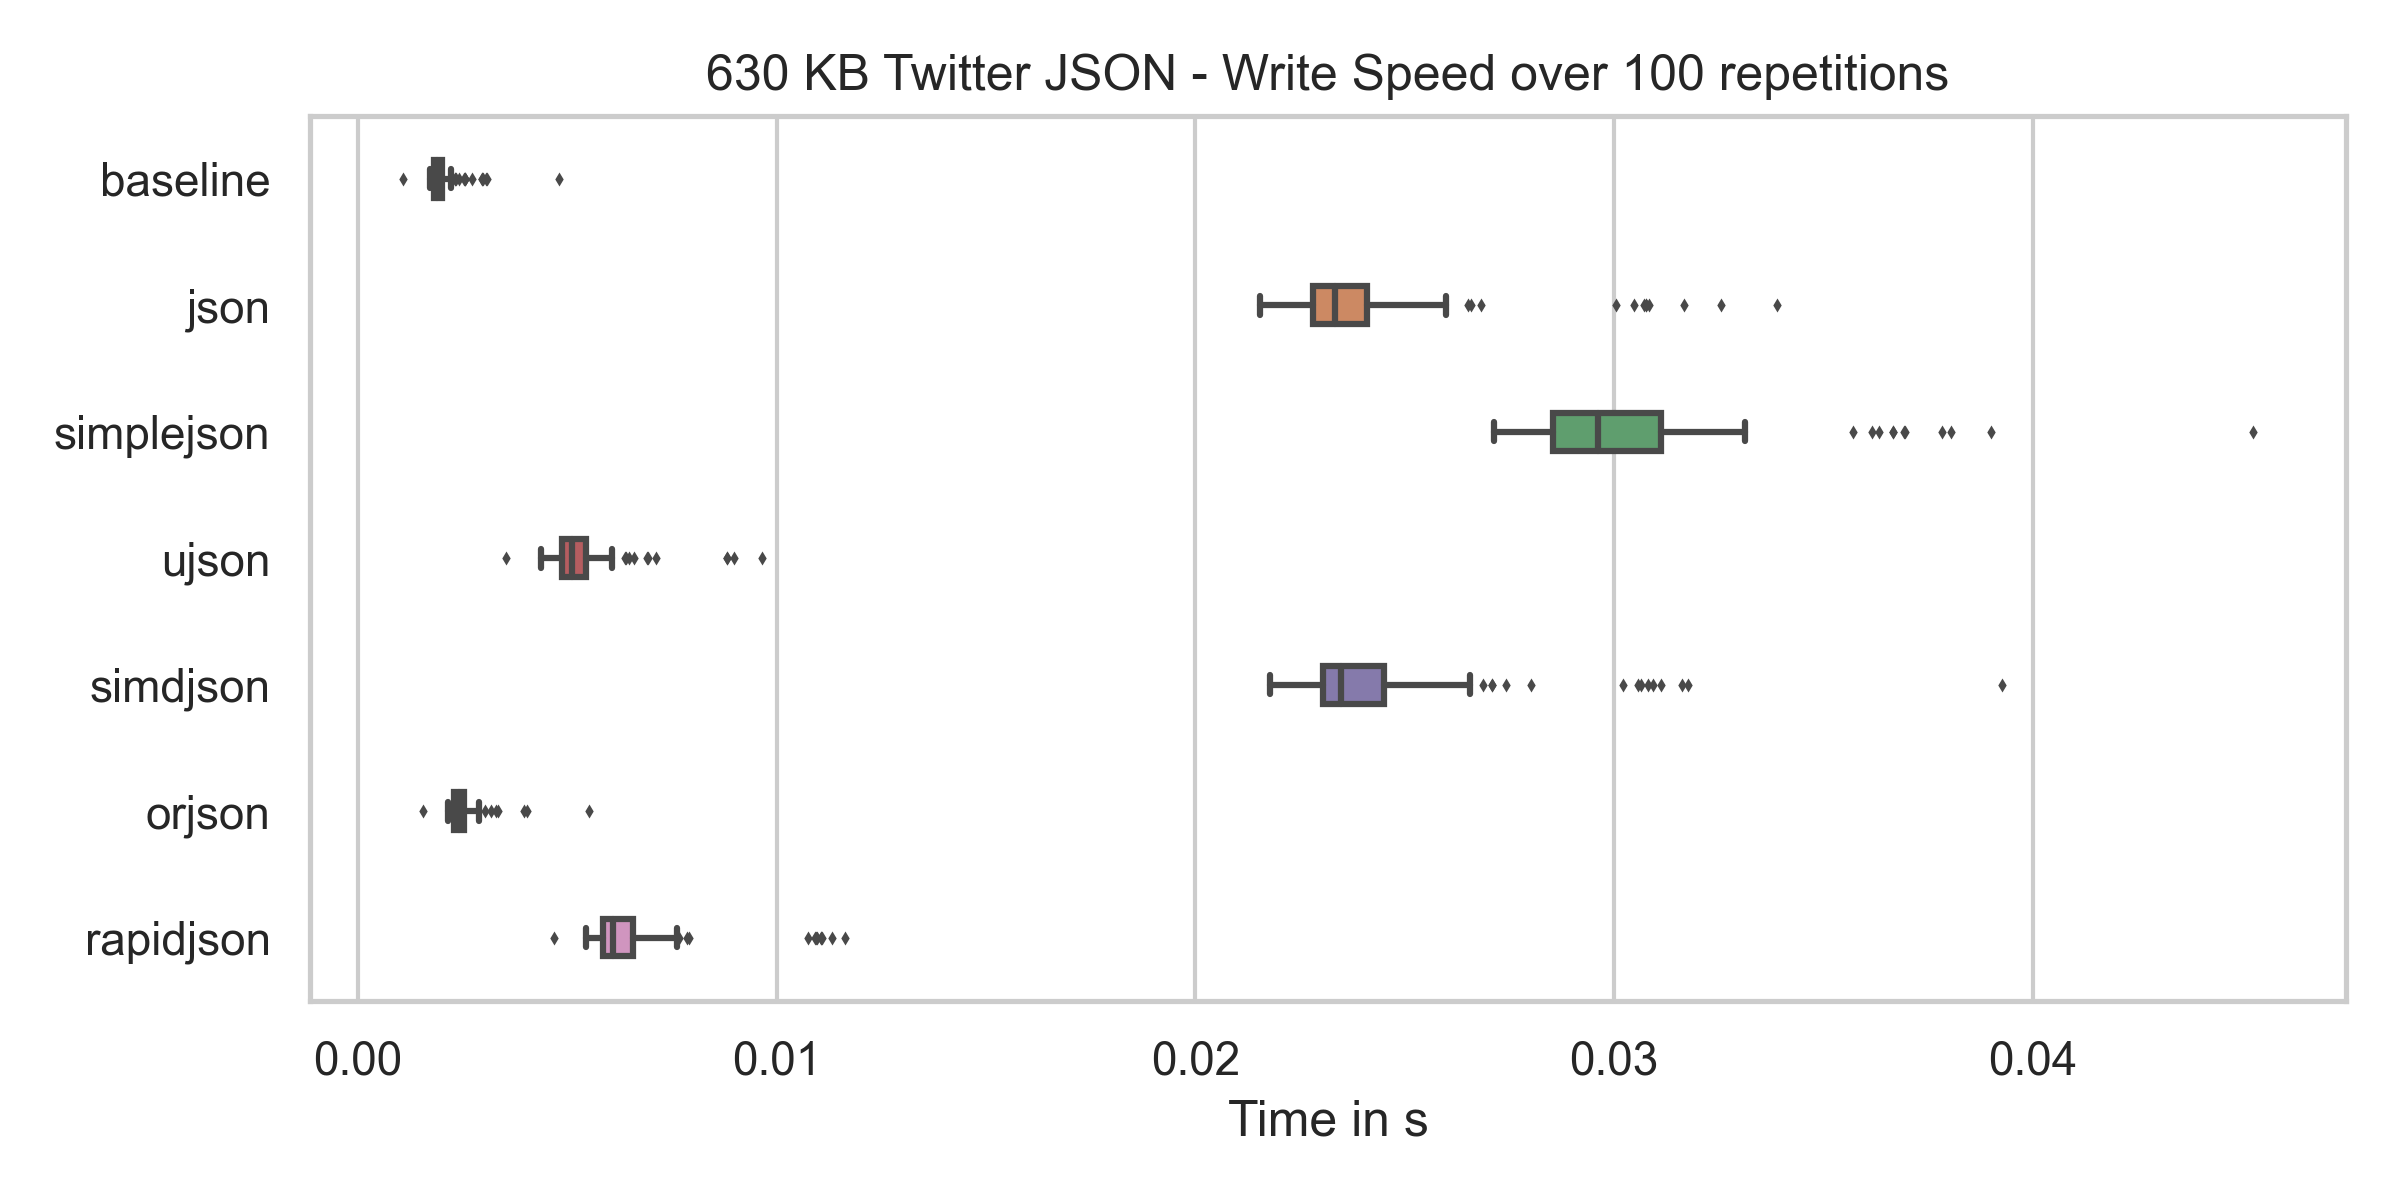 630 KB Twitter JSON - Write Speed over 100 repetitions
baseline
json
simplejson
ujson
simdjson
orjson
rapidjson
0.00 0.01 0.02 0.03 0.04
Time in s